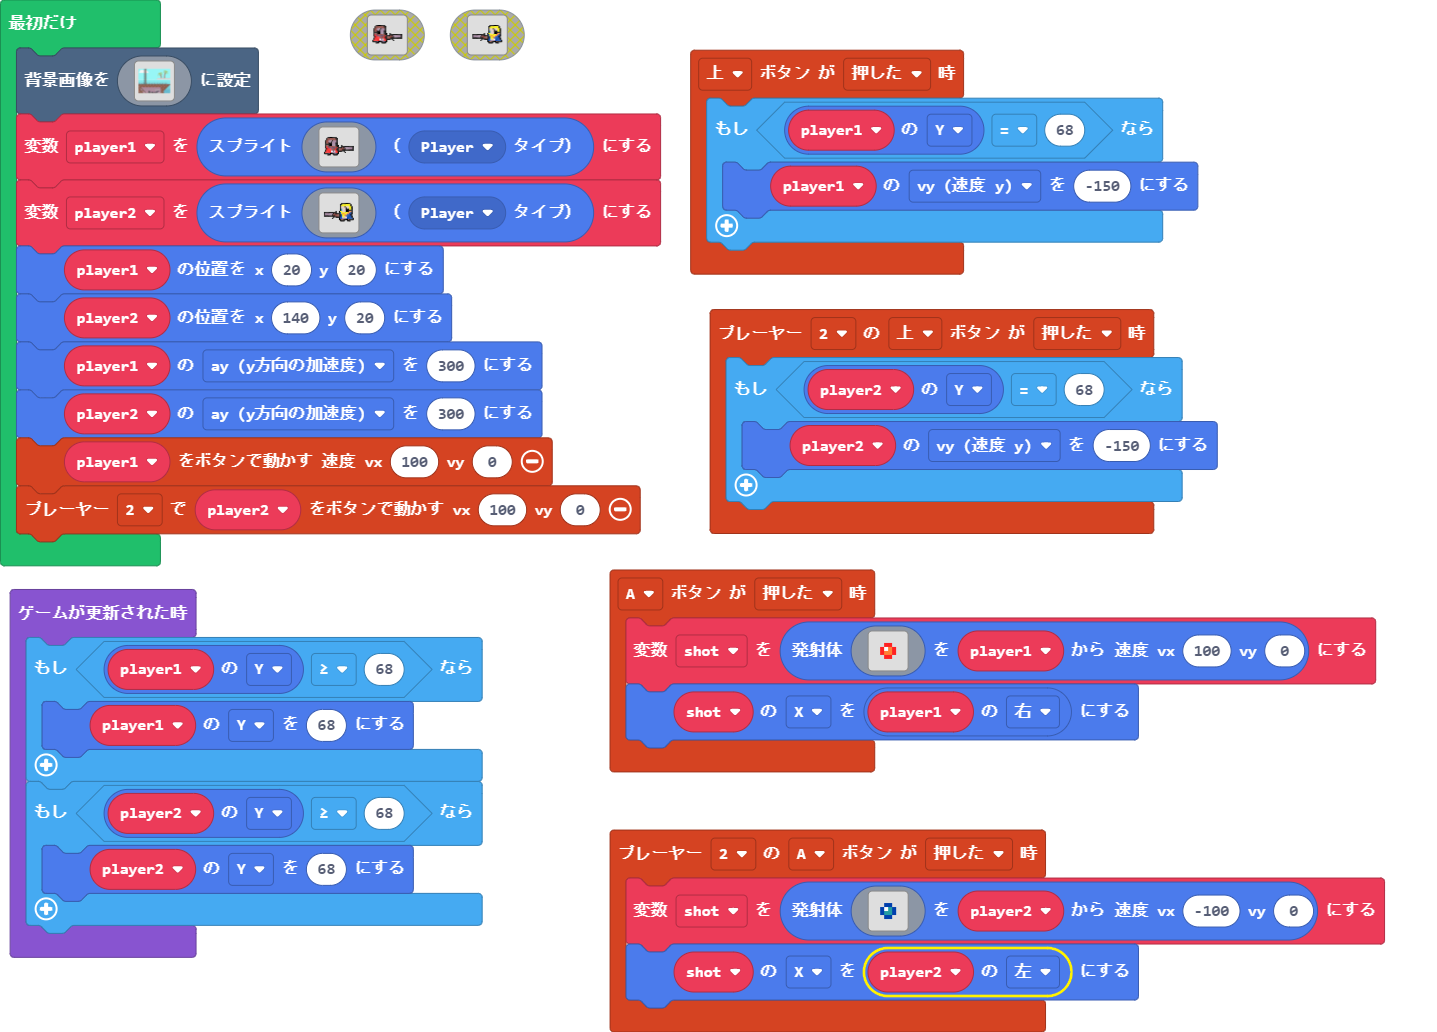 最初だけ
背景画像を に設定
変数 player1 を スプライト ( Player タイプ) にする
変数 player2 を スプライト ( Player タイプ) にする
player1 の位置を x 20 y 20 にする
player2 の位置を x 140 y 20 にする
player1 の ay (y方向の加速度) を 300 にする
player2 の ay (y方向の加速度) を 300 にする
player1 をボタンで動かす 速度 vx 100 vy 0
プレーヤー 2 で player2 をボタンで動かす vx 100 vy 0
ゲームが更新された時
もし player1 の Y ≥ 68 なら
player1 の Y を 68 にする
もし player2 の Y ≥ 68 なら
player2 の Y を 68 にする
上 ボタン が 押した 時
もし player1 の Y = 68 なら
player1 の vy (速度 y) を -150 にする
プレーヤー 2 の 上 ボタン が 押した 時
もし player2 の Y = 68 なら
player2 の vy (速度 y) を -150 にする
A ボタン が 押した 時
変数 shot を 発射体 を player1 から 速度 vx 100 vy 0 にする
shot の X を player1 の 右 にする
プレーヤー 2 の A ボタン が 押した 時
変数 shot を 発射体 を player2 から 速度 vx -100 vy 0 にする
shot の X を player2 の 左 にする